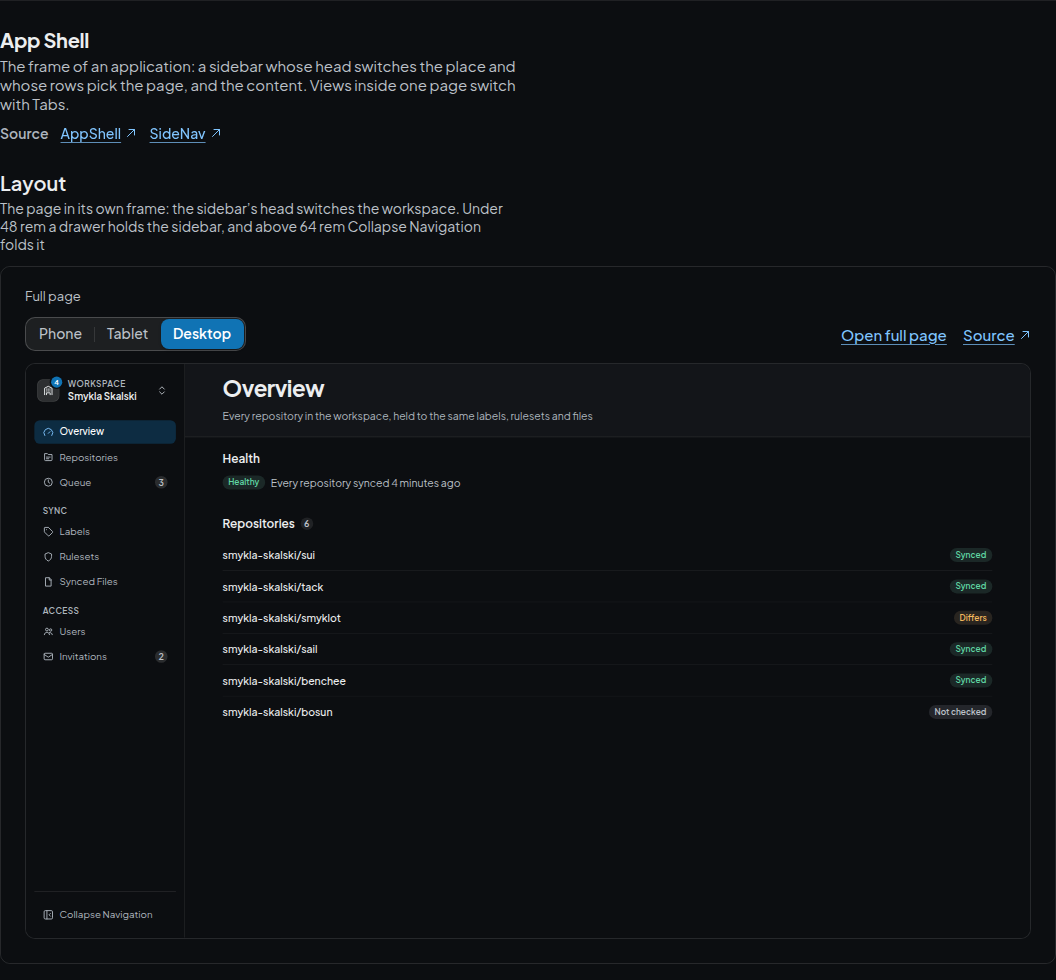 App Shell
The frame of an application: a sidebar whose head switches the place and
whose rows pick the page, and the content. Views inside one page switch
with Tabs.
Source AppShell SideNav
Layout
The page in its own frame: the sidebar's head switches the workspace. Under
48 rem a drawer holds the sidebar, and above 64 rem Collapse Navigation
folds it
Full page
Phone Tablet Desktop
Open full page Source
4
WORKSPACE
Smykla Skalski
Overview
Repositories
Queue 3
SYNC
Labels
Rulesets
Synced Files
ACCESS
Users
Invitations 2
Collapse Navigation
Overview
Every repository in the workspace, held to the same labels, rulesets and files
Health
Healthy Every repository synced 4 minutes ago
Repositories 6
smykla-skalski/sui Synced
smykla-skalski/tack Synced
smykla-skalski/smyklot Differs
smykla-skalski/sail Synced
smykla-skalski/benchee Synced
smykla-skalski/bosun Not checked